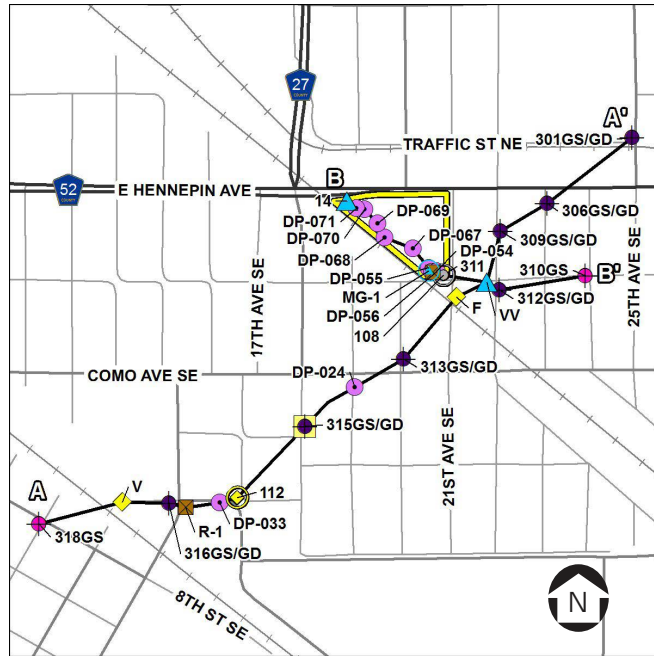 27
COUNTY
A'
TRAFFIC ST NE
301GS/GD
B
52
COUNTY
E HENNEPIN AVE
14
DP-071
DP-069
306GS/GD
DP-070
DP-067
309GS/GD
DP-068
DP-054
DP-055
311
310GS
B'
MG-1
DP-056
312GS/GD
108
F
VV
17TH AVE SE
25TH AVE SE
COMO AVE SE
DP-024
313GS/GD
315GS/GD
21ST AVE SE
A
V
112
318GS
316GS/GD
R-1
DP-033
8TH ST SE
N